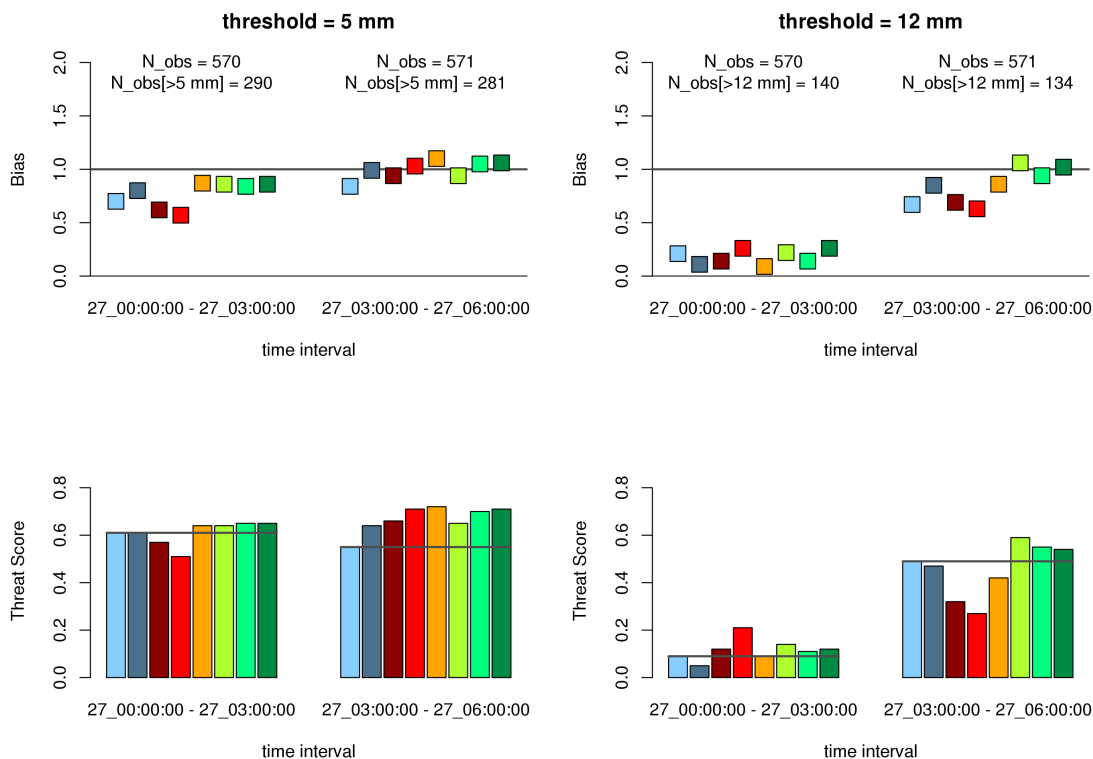 threshold = 5 mm
N_obs = 570
N_obs[>5 mm] = 290
N_obs = 571
N_obs[>5 mm] = 281
Bias
2.0
1.5
1.0
0.5
0.0
27_00:00:00 - 27_03:00:00
27_03:00:00 - 27_06:00:00
time interval
threshold = 12 mm
N_obs = 570
N_obs[>12 mm] = 140
N_obs = 571
N_obs[>12 mm] = 134
Bias
2.0
1.5
1.0
0.5
0.0
27_00:00:00 - 27_03:00:00
27_03:00:00 - 27_06:00:00
time interval
Threat Score
0.8
0.6
0.4
0.2
0.0
27_00:00:00 - 27_03:00:00
27_03:00:00 - 27_06:00:00
time interval
Threat Score
0.8
0.6
0.4
0.2
0.0
27_00:00:00 - 27_03:00:00
27_03:00:00 - 27_06:00:00
time interval